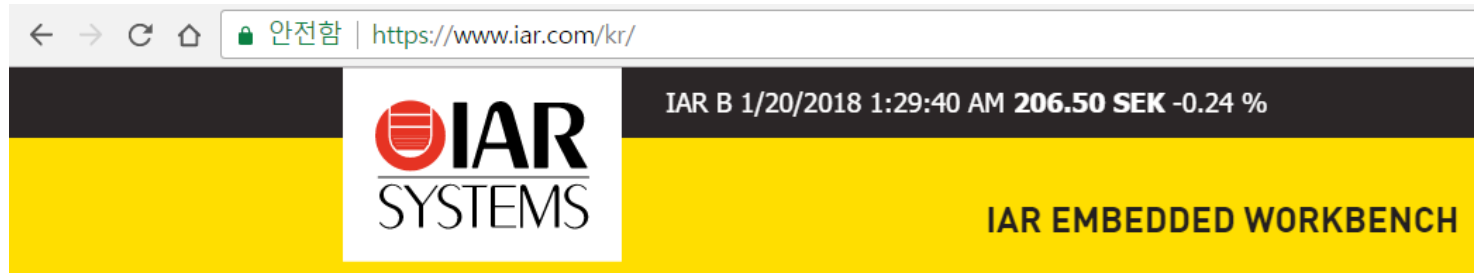 안전함 | https://www.iar.com/kr/
IAR B 1/20/2018 1:29:40 AM 206.50 SEK -0.24 %
IAR
SYSTEMS
IAR EMBEDDED WORKBENCH